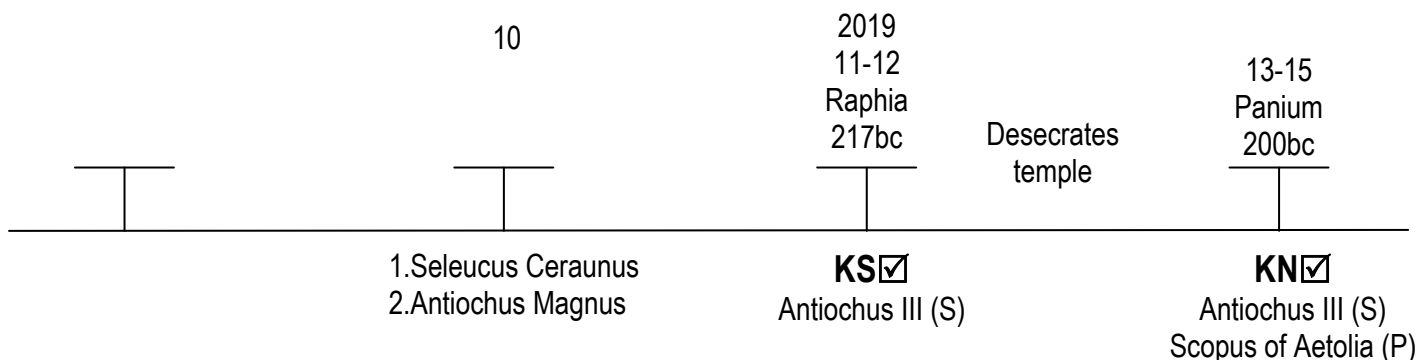 10
2019
11-12
Raphia
217bc
Desecrates
temple
13-15
Panium
200bc
1.Seleucus Ceraunus
2.Antiochus Magnus
KS☑
Antiochus III (S)
KN☑
Antiochus III (S)
Scopus of Aetolia (P)